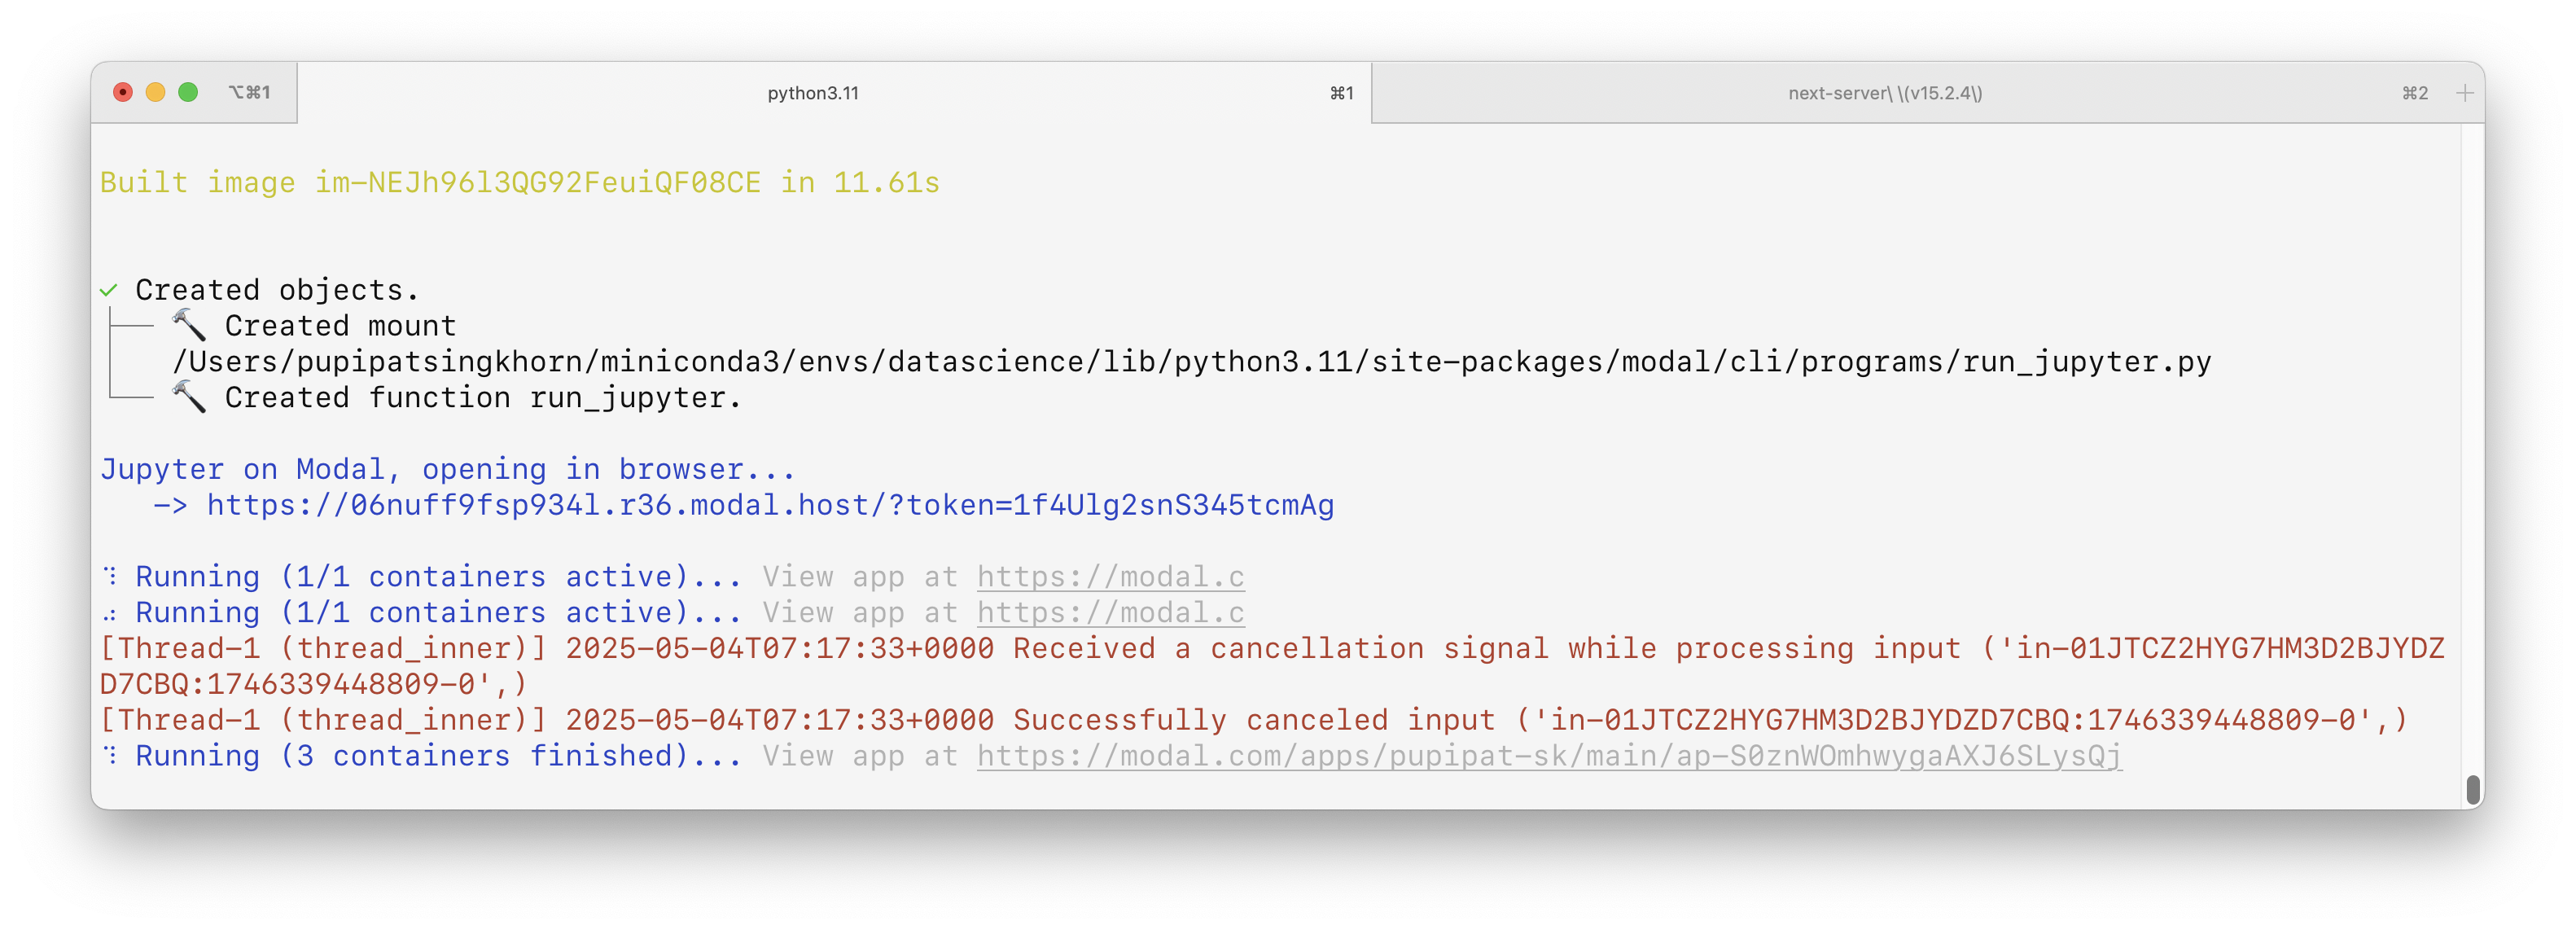 ⌥⌘1
python3.11
⌘1
next-server\ \(v15.2.4\)
⌘2
Built image im-NEJh96l3QG92FeuiQF08CE in 11.61s
✓ Created objects.
├── 🔨 Created mount
/Users/pupipatsingkhorn/miniconda3/envs/datascience/lib/python3.11/site-packages/modal/cli/programs/run_jupyter.py
└── 🔨 Created function run_jupyter.
Jupyter on Modal, opening in browser...
-> https://06nuff9fsp934l.r36.modal.host/?token=1f4Ulg2snS345tcmAg
Running (1/1 containers active)... View app at https://modal.c
Running (1/1 containers active)... View app at https://modal.c
[Thread-1 (thread_inner)] 2025-05-04T07:17:33+0000 Received a cancellation signal while processing input ('in-01JTCZ2HYG7HM3D2BJYDZ
D7CBQ:1746339448809-0',)
[Thread-1 (thread_inner)] 2025-05-04T07:17:33+0000 Successfully canceled input ('in-01JTCZ2HYG7HM3D2BJYDZD7CBQ:1746339448809-0',)
Running (3 containers finished)... View app at https://modal.com/apps/pupipat-sk/main/ap-S0znWOmhwygaAXJ6SLysQj